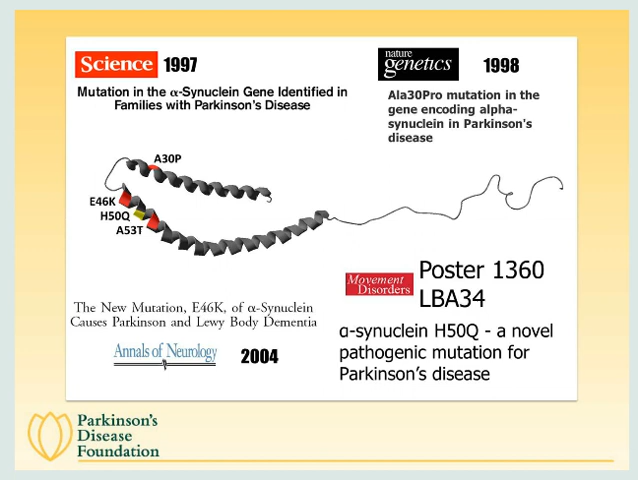 Science 1997
Mutation in the α-Synuclein Gene Identified in
Families with Parkinson's Disease
nature
genetics 1998
Ala30Pro mutation in the
gene encoding alpha-
synuclein in Parkinson's
disease
A30P
E46K
H50Q
A53T
The New Mutation, E46K, of α-Synuclein
Causes Parkinson and Lewy Body Dementia
Annals of Neurology 2004
Movement
Disorders
Poster 1360
LBA34
α-synuclein H50Q - a novel
pathogenic mutation for
Parkinson's disease
Parkinson's
Disease
Foundation